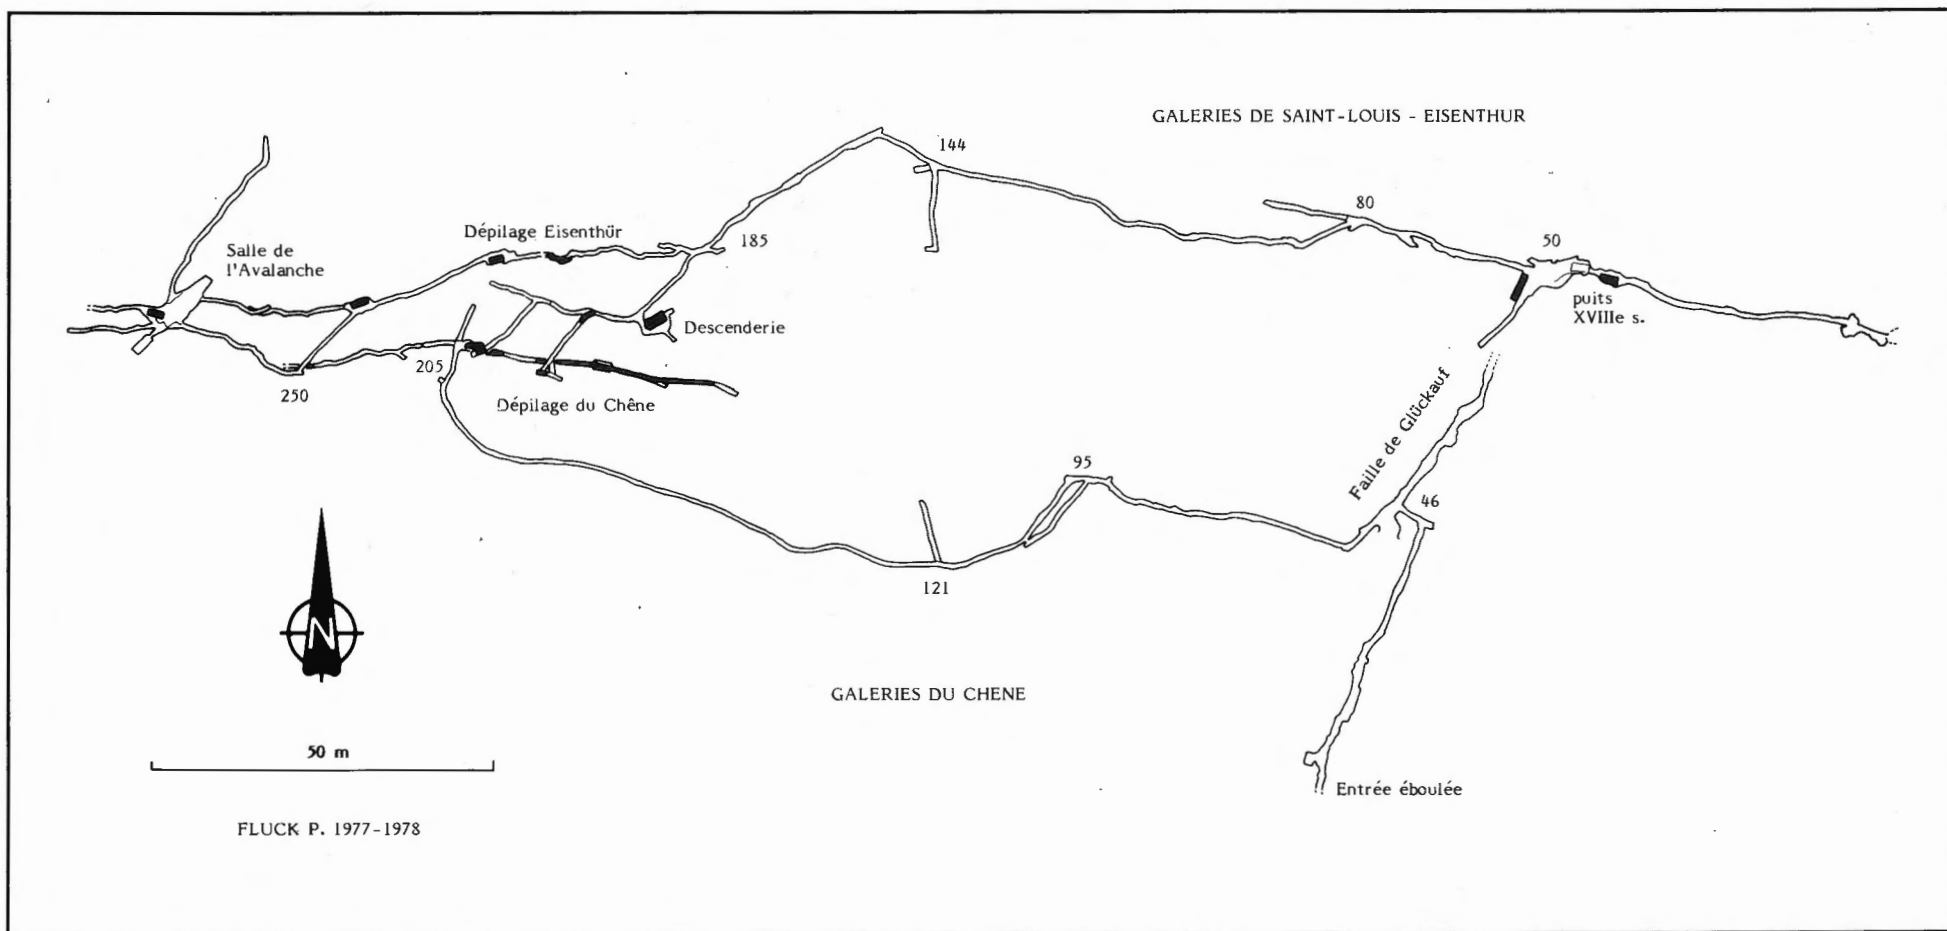 GALERIES DE SAINT-LOUIS - EISENTHUR
144
80
Dépilage Eisenthür
185
50
Salle de
l'Avalanche
puits
XVIIIe s.
Descenderie
205
250
Dépilage du Chêne
Faille de Glückauf
95
46
121
N
GALERIES DU CHENE
50 m
Entrée éboulée
FLUCK P. 1977-1978